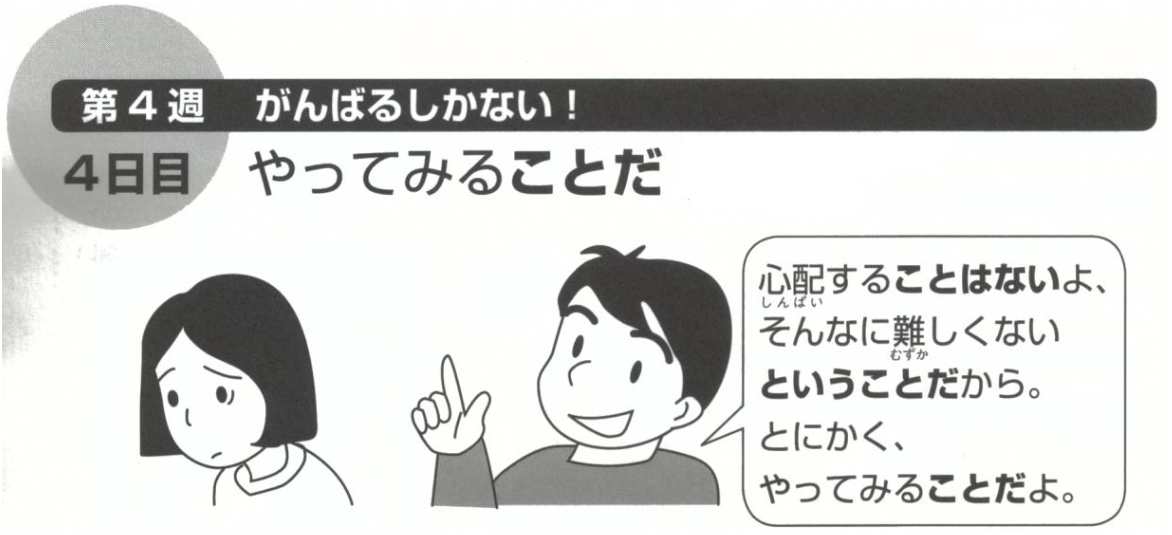 第4週 がんばるしかない！
4日目 やってみることだ
心配することはないよ、
しんぱい
そんなに難しくない
むずか
ということだから。
とにかく、
やってみることだよ。